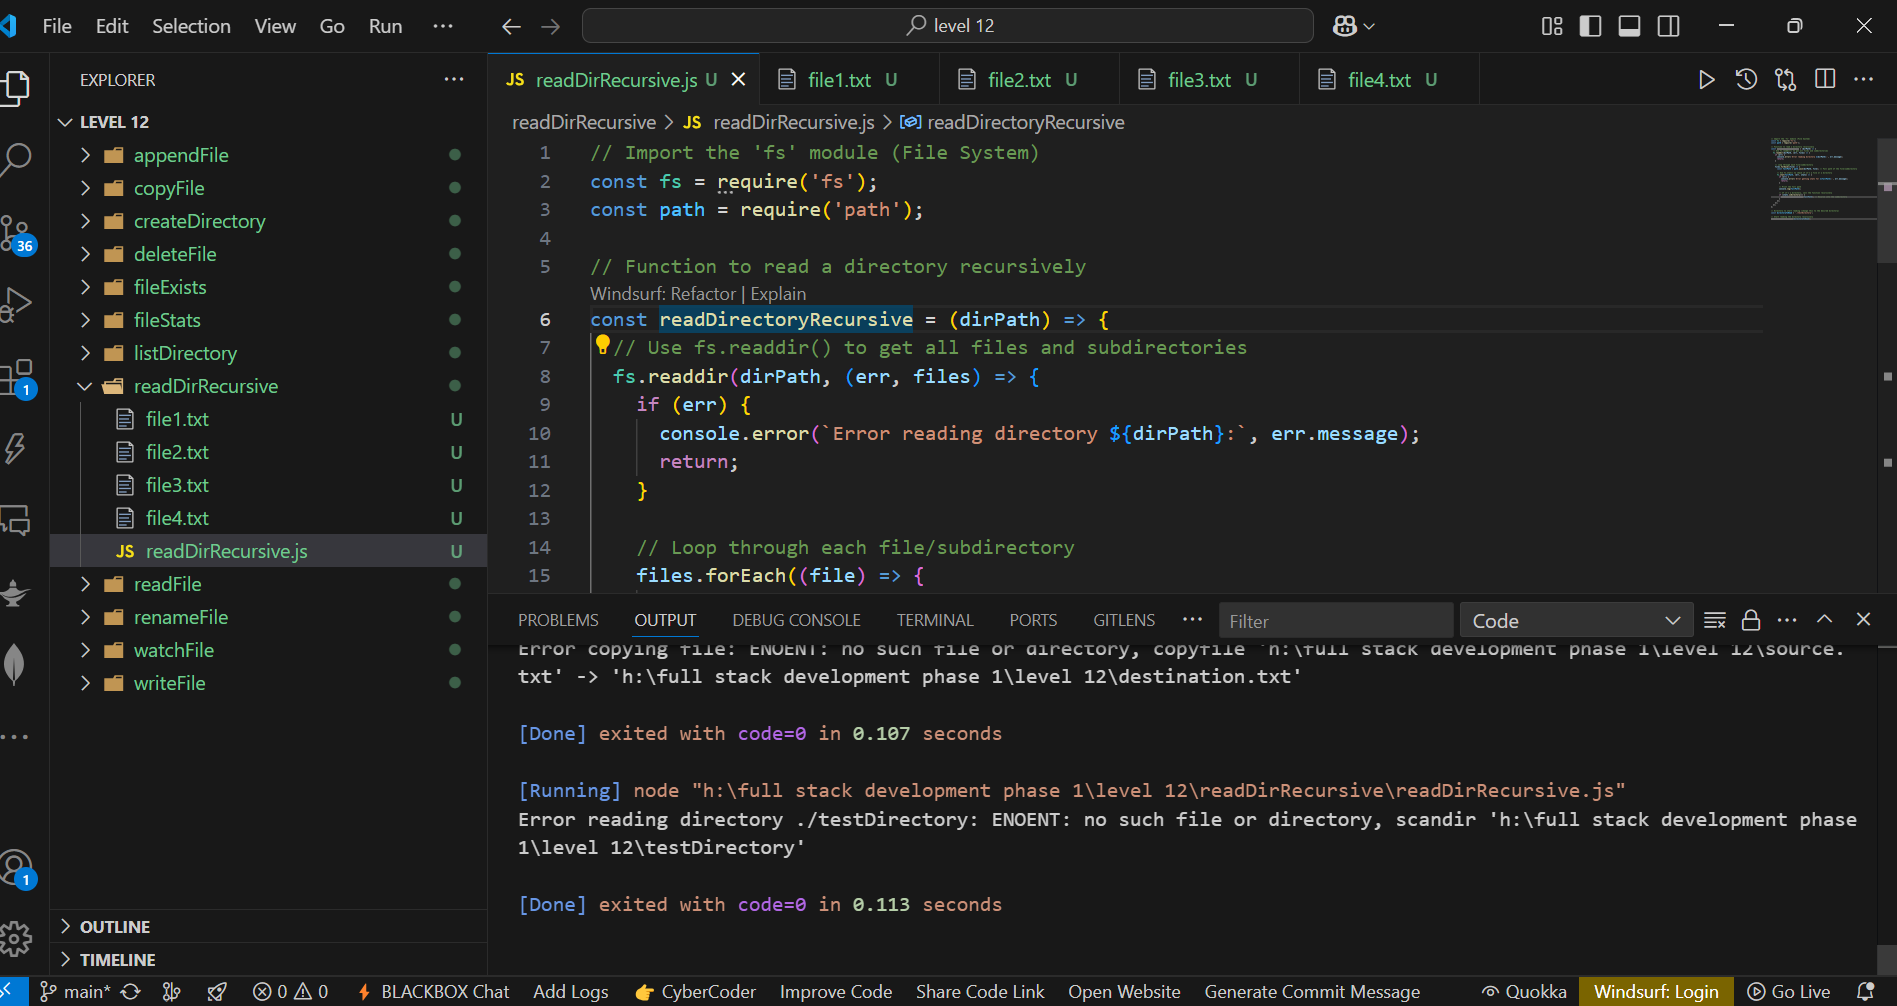 File Edit Selection View Go Run ··· level 12
EXPLORER ···
LEVEL 12
appendFile
copyFile
createDirectory
deleteFile
fileExists
fileStats
listDirectory
readDirRecursive
file1.txt U
file2.txt U
file3.txt U
file4.txt U
JS readDirRecursive.js U
readFile
renameFile
watchFile
writeFile
OUTLINE
TIMELINE
36
1
1
JS readDirRecursive.js U file1.txt U file2.txt U file3.txt U file4.txt U
readDirRecursive > JS readDirRecursive.js > readDirectoryRecursive
1 // Import the 'fs' module (File System)
2 const fs = require('fs');
3 const path = require('path');
4
5 // Function to read a directory recursively
Windsurf: Refactor | Explain
6 const readDirectoryRecursive = (dirPath) => {
7 // Use fs.readdir() to get all files and subdirectories
8 fs.readdir(dirPath, (err, files) => {
9 if (err) {
10 console.error(`Error reading directory ${dirPath}:`, err.message);
11 return;
12 }
13
14 // Loop through each file/subdirectory
15 files.forEach((file) => {
PROBLEMS OUTPUT DEBUG CONSOLE TERMINAL PORTS GITLENS ··· Filter Code
Error copying file: ENOENT: no such file or directory, copyfile 'h:\full stack development phase 1\level 12\source.
txt' -> 'h:\full stack development phase 1\level 12\destination.txt'
[Done] exited with code=0 in 0.107 seconds
[Running] node "h:\full stack development phase 1\level 12\readDirRecursive\readDirRecursive.js"
Error reading directory ./testDirectory: ENOENT: no such file or directory, scandir 'h:\full stack development phase
1\level 12\testDirectory'
[Done] exited with code=0 in 0.113 seconds
main* 0 0 BLACKBOX Chat Add Logs CyberCoder Improve Code Share Code Link Open Website Generate Commit Message Quokka Windsurf: Login Go Live